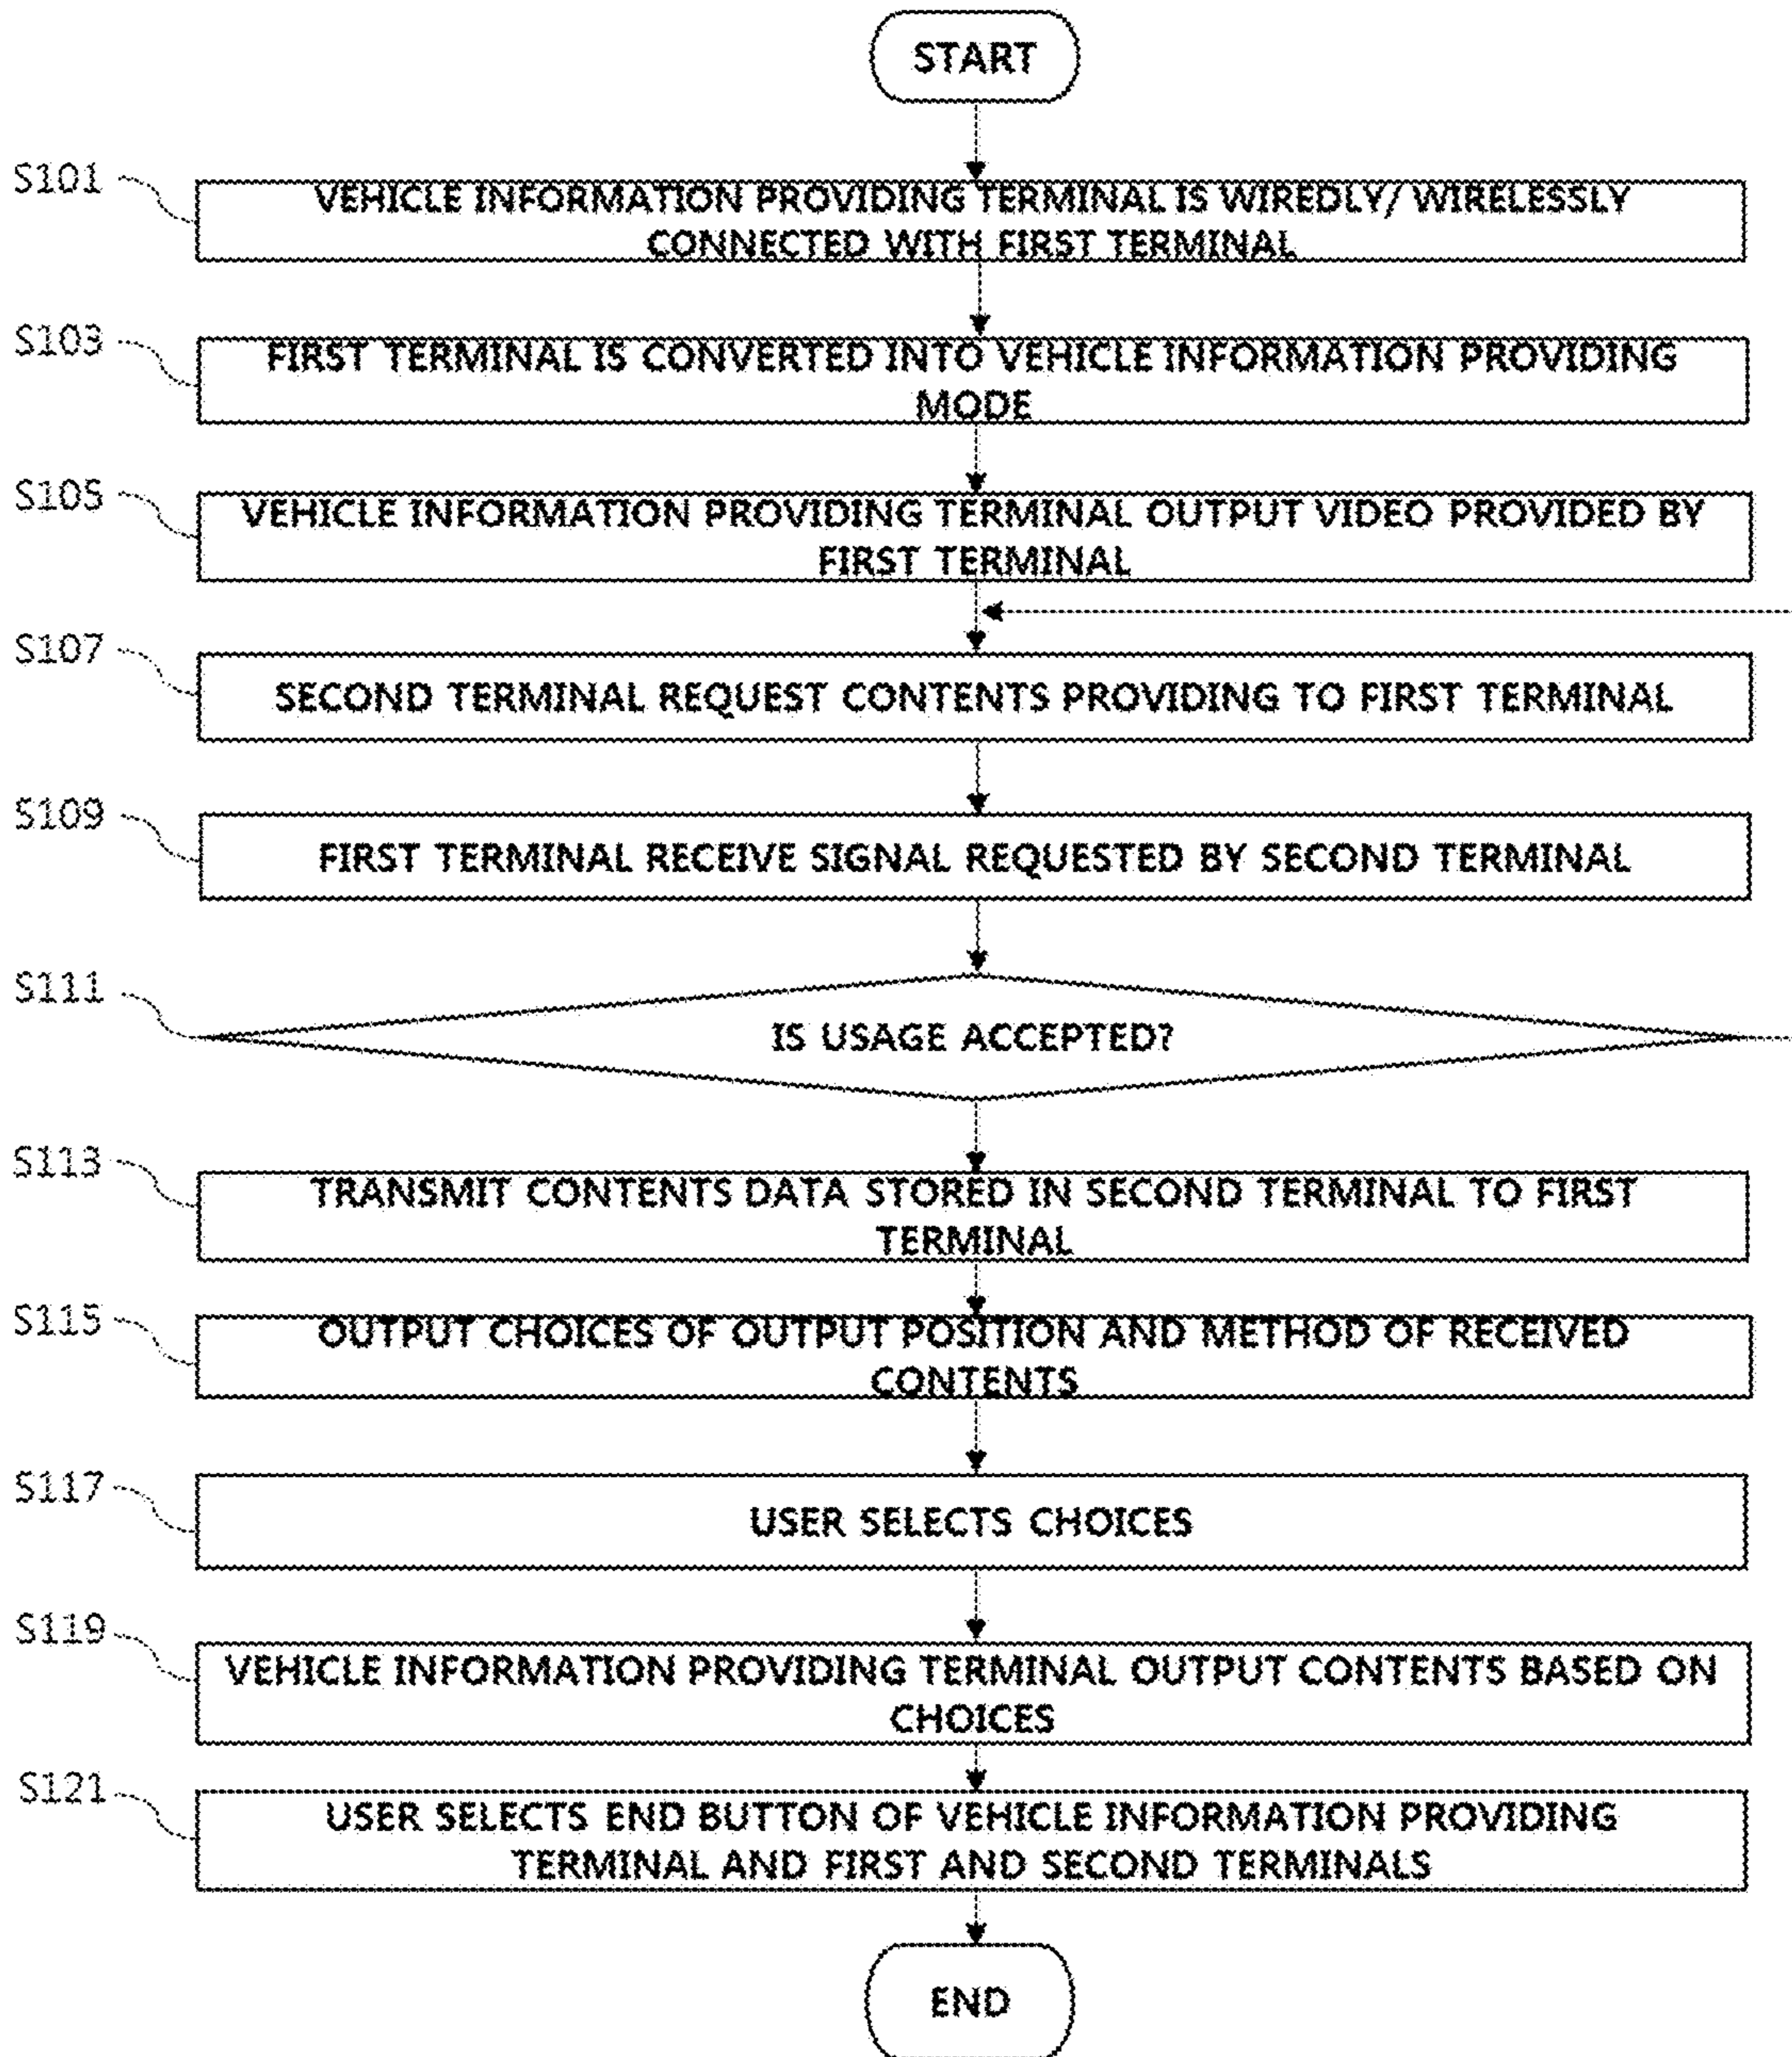 START
S101
VEHICLE INFORMATION PROVIDING TERMINAL IS WIREDLY/ WIRELESSLY
CONNECTED WITH FIRST TERMINAL
S103
FIRST TERMINAL IS CONVERTED INTO VEHICLE INFORMATION PROVIDING
MODE
S105
VEHICLE INFORMATION PROVIDING TERMINAL OUTPUT VIDEO PROVIDED BY
FIRST TERMINAL
S107
SECOND TERMINAL REQUEST CONTENTS PROVIDING TO FIRST TERMINAL
S109
FIRST TERMINAL RECEIVE SIGNAL REQUESTED BY SECOND TERMINAL
S111
IS USAGE ACCEPTED?
S113
TRANSMIT CONTENTS DATA STORED IN SECOND TERMINAL TO FIRST
TERMINAL
S115
OUTPUT CHOICES OF OUTPUT POSITION AND METHOD OF RECEIVED
CONTENTS
S117
USER SELECTS CHOICES
S119
VEHICLE INFORMATION PROVIDING TERMINAL OUTPUT CONTENTS BASED ON
CHOICES
S121
USER SELECTS END BUTTON OF VEHICLE INFORMATION PROVIDING
TERMINAL AND FIRST AND SECOND TERMINALS
END